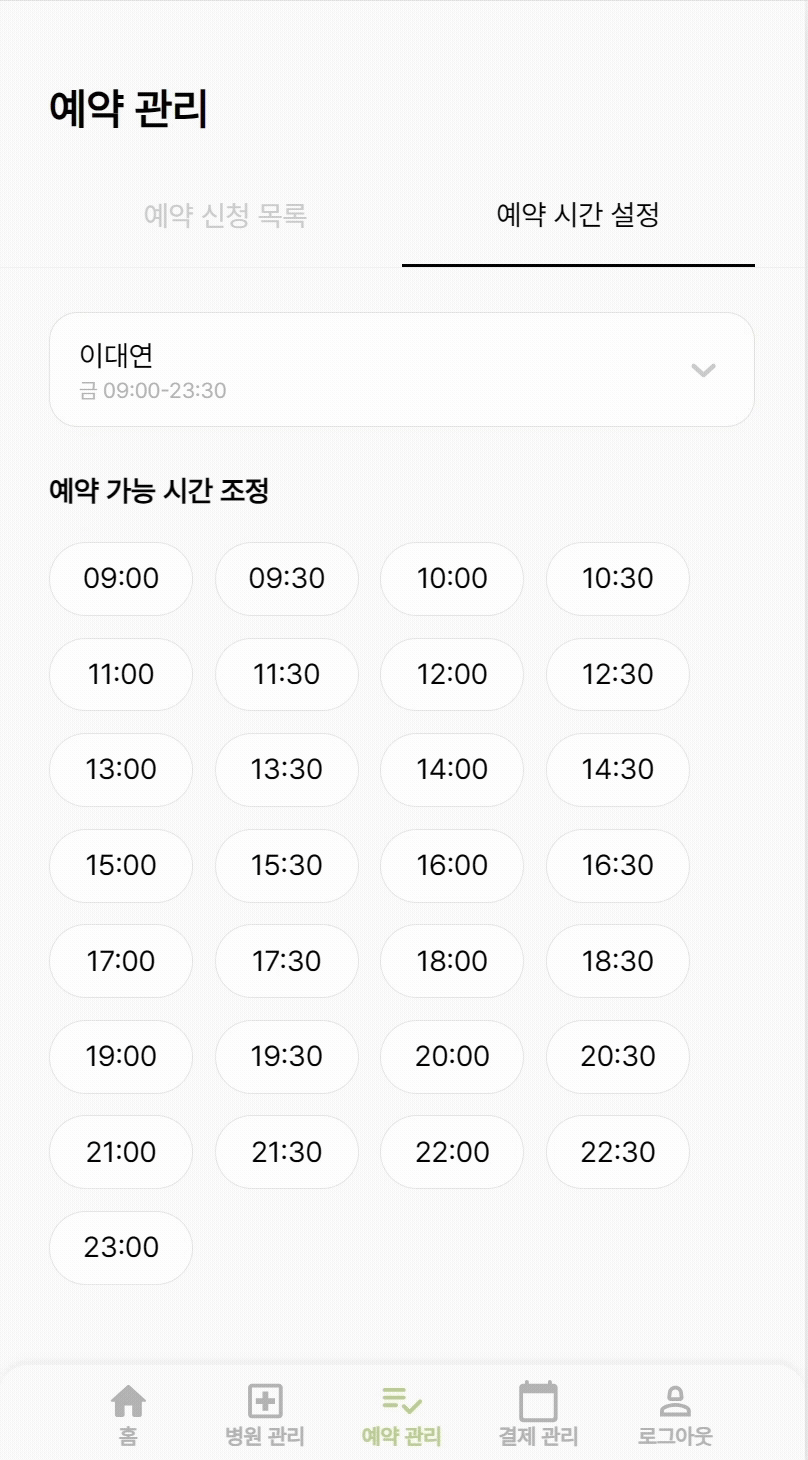 예약 관리
예약 신청 목록 예약 시간 설정
이대연
금 09:00-23:30
예약 가능 시간 조정
09:00 09:30 10:00 10:30
11:00 11:30 12:00 12:30
13:00 13:30 14:00 14:30
15:00 15:30 16:00 16:30
17:00 17:30 18:00 18:30
19:00 19:30 20:00 20:30
21:00 21:30 22:00 22:30
23:00
홈 병원 관리 예약 관리 결제 관리 로그아웃